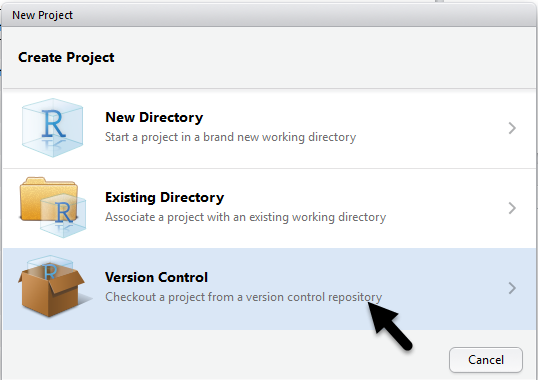 New Project
Create Project
R
New Directory
Start a project in a brand new working directory
R
Existing Directory
Associate a project with an existing working directory
R
Version Control
Checkout a project from a version control repository
Cancel